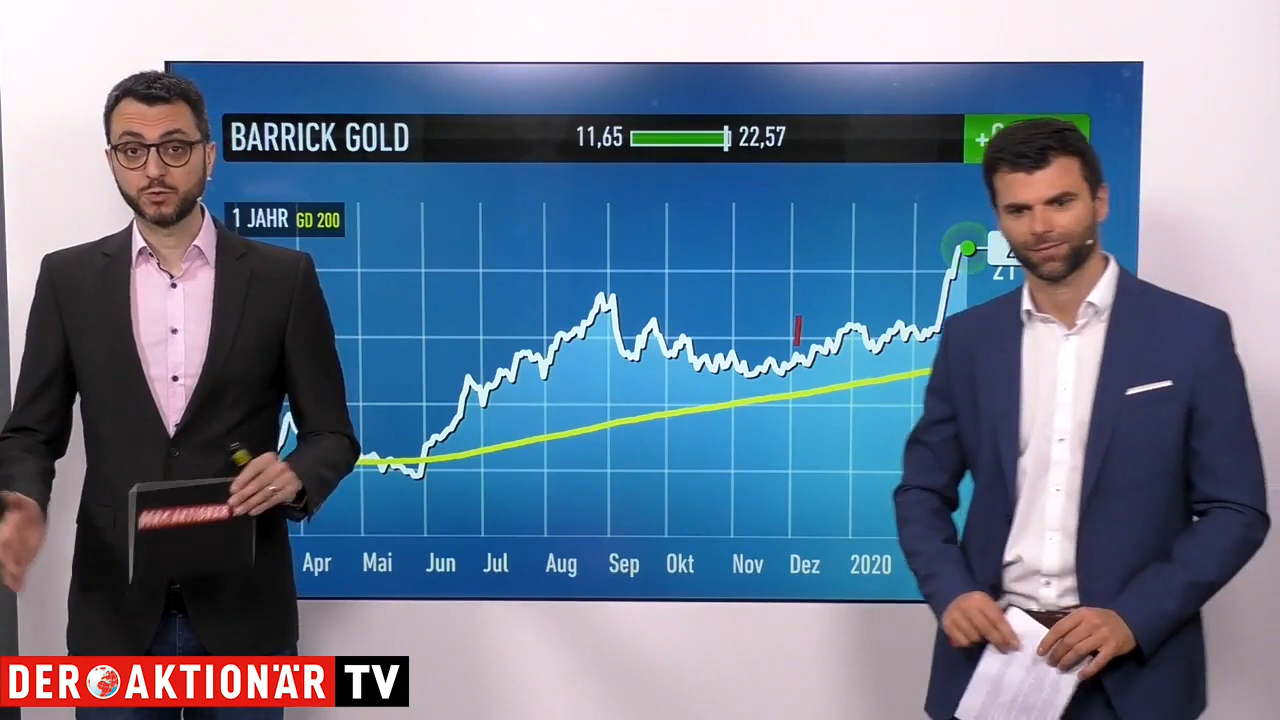 BARRICK GOLD
11,65
22,57
1 JAHR GD 200
21
Apr Mai Jun Jul Aug Sep Okt Nov Dez 2020
DER AKTIONÄR TV